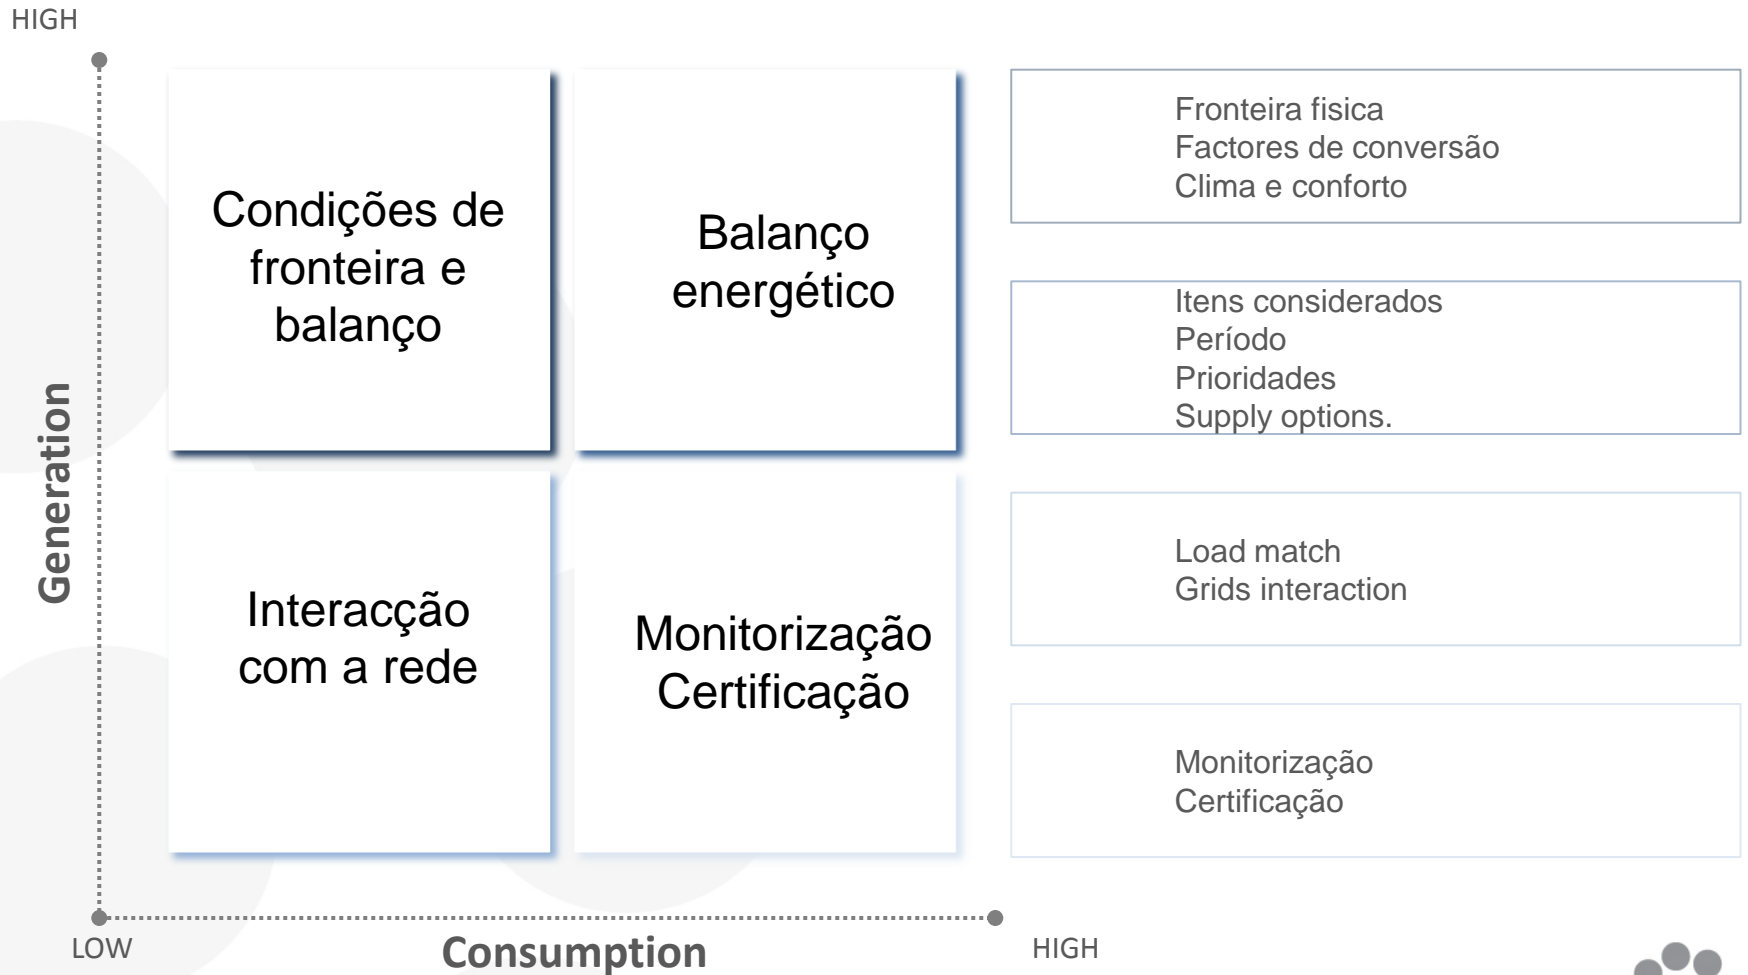 HIGH
Condições de
fronteira e
balanço
Balanço
energético
Fronteira fisica
Factores de conversão
Clima e conforto
Itens considerados
Período
Prioridades
Supply options.
Generation
Interacção
com a rede
Monitorização
Certificação
Load match
Grids interaction
Monitorização
Certificação
LOW
Consumption
HIGH